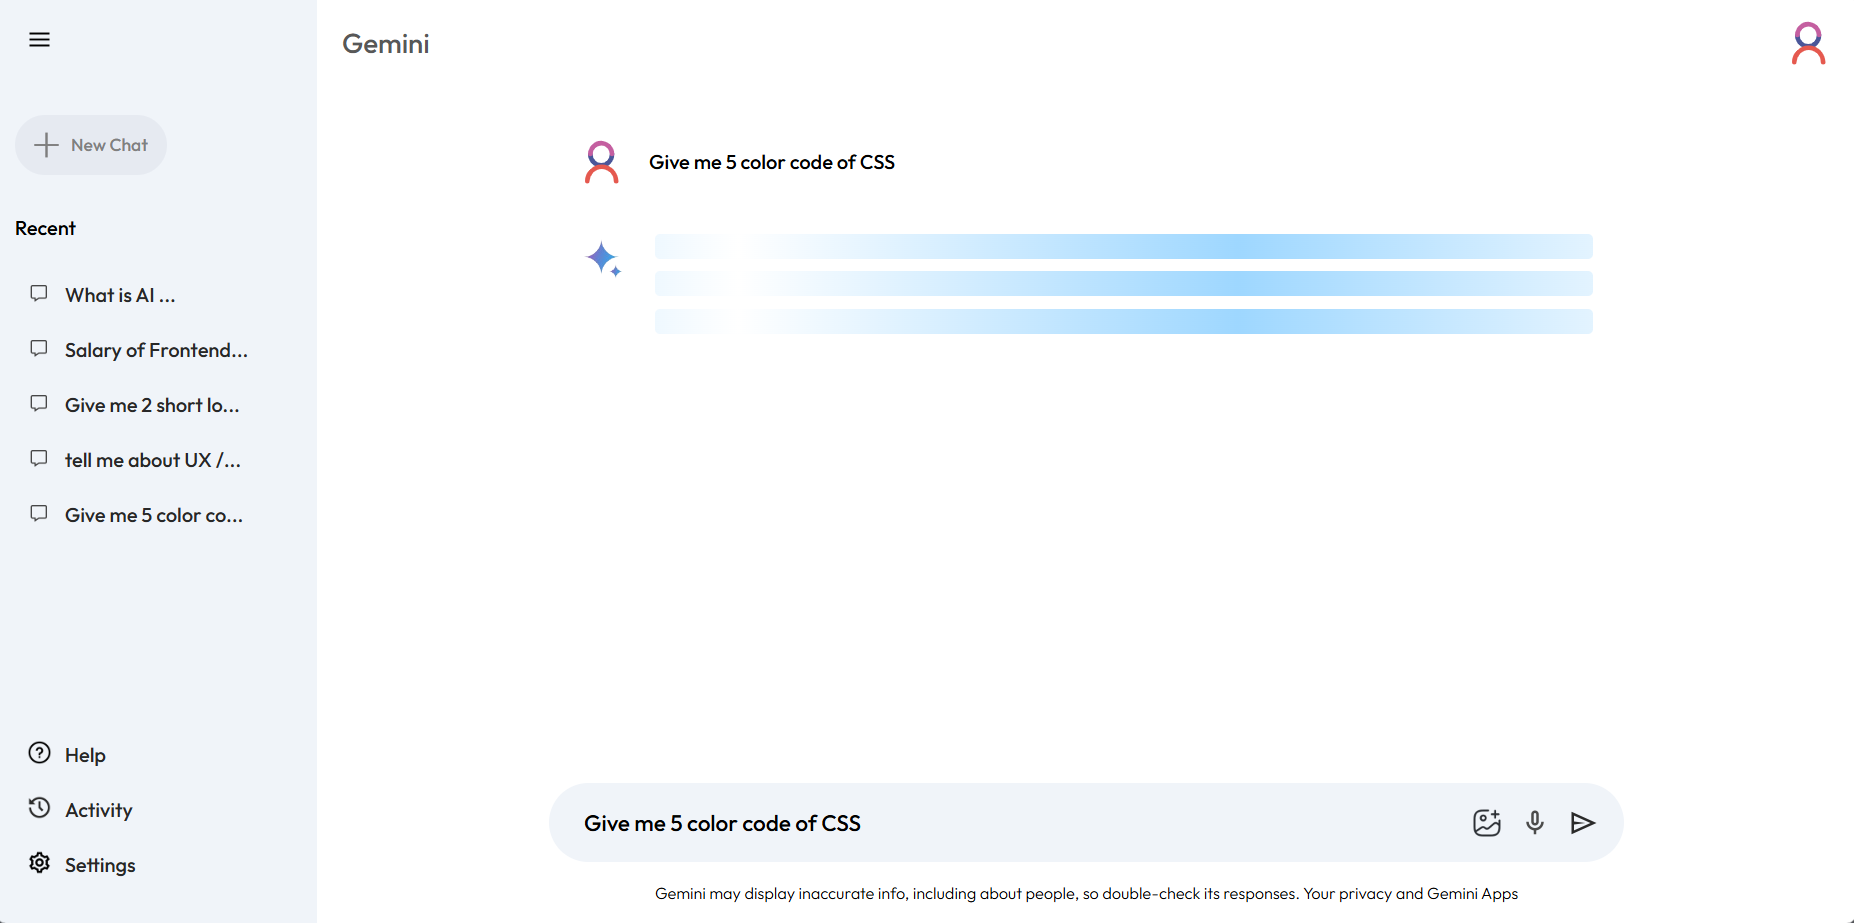 Gemini
New Chat
Recent
What is AI ...
Salary of Frontend...
Give me 2 short lo...
tell me about UX /...
Give me 5 color co...
Help
Activity
Settings
Give me 5 color code of CSS
Give me 5 color code of CSS
Gemini may display inaccurate info, including about people, so double-check its responses. Your privacy and Gemini Apps